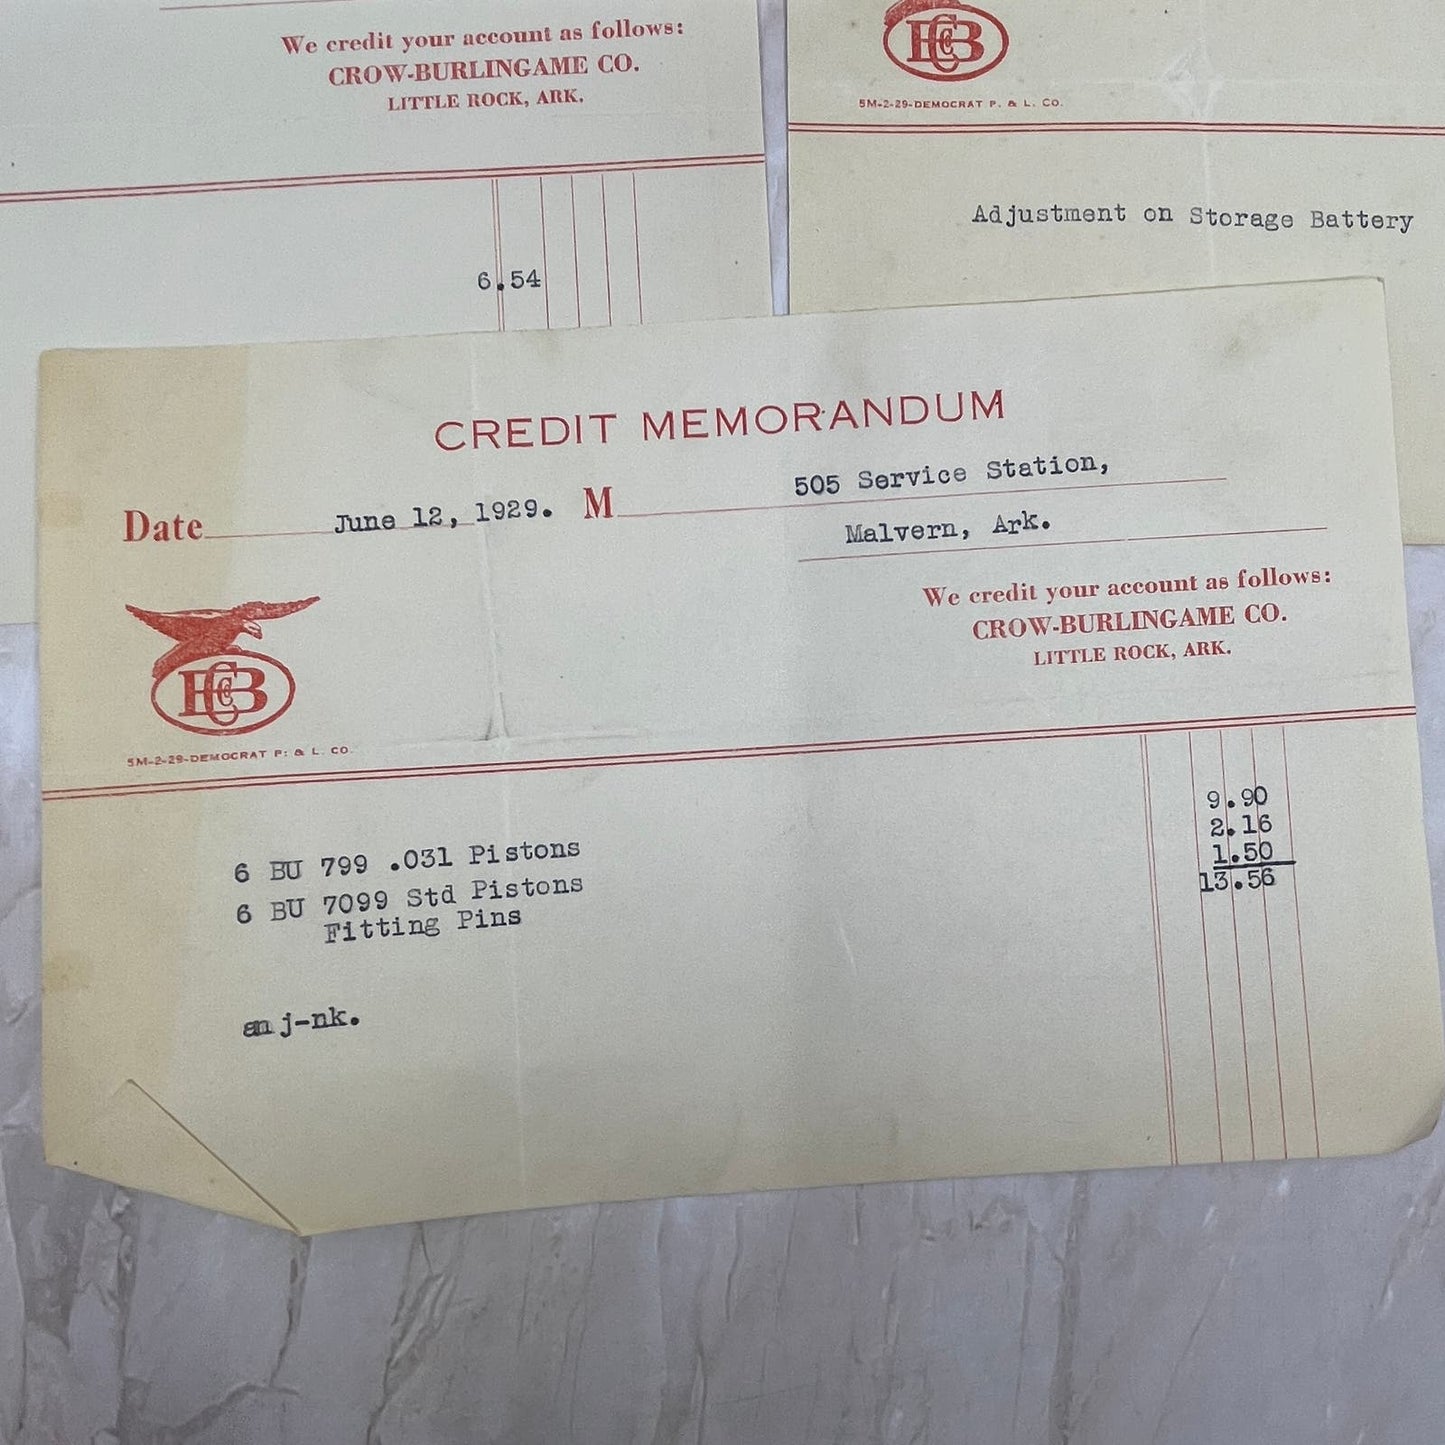 We credit your account as follows:
CROW-BURLINGAME CO.
LITTLE ROCK, ARK.
6.54
CBC
5M-2-29-DEMOCRAT P. & L. CO.
Adjustment on Storage Battery
CREDIT MEMORANDUM
Date June 12, 1929. M 505 Service Station,
Malvern, Ark.
We credit your account as follows:
CROW-BURLINGAME CO.
LITTLE ROCK, ARK.
5M-2-29-DEMOCRAT P. & L. CO.
6 BU 799 .031 Pistons 9.90
6 BU 7099 Std Pistons 2.16
Fitting Pins 1.50
13.56
j-nk.